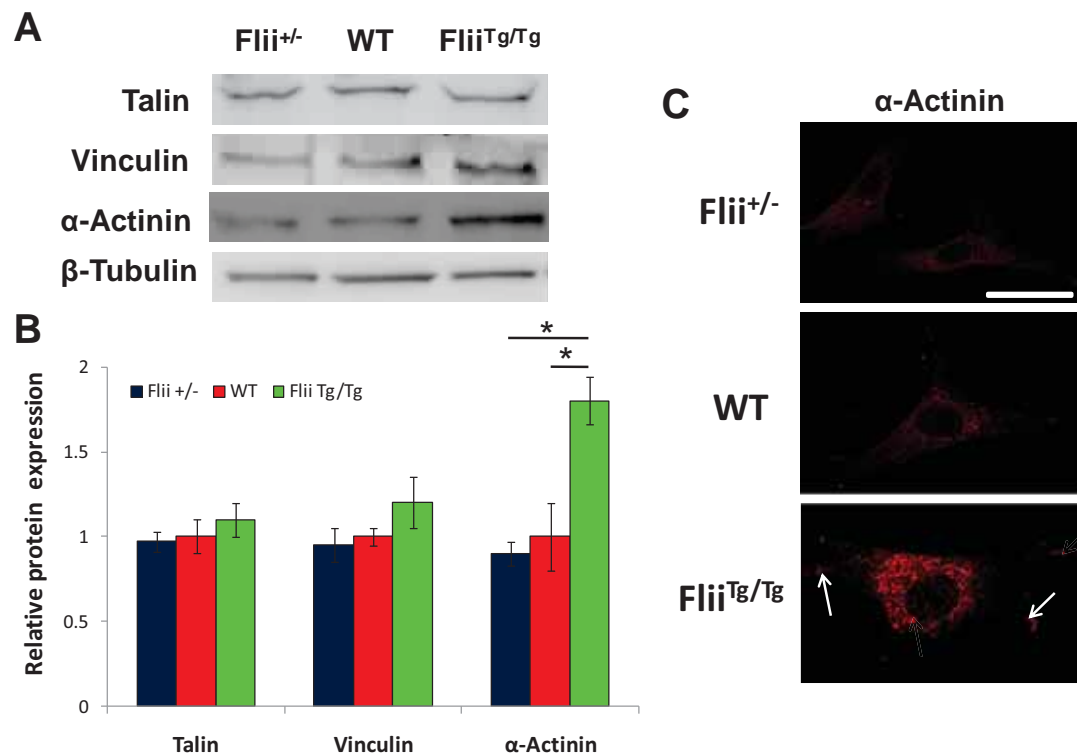 A
Flii+/- WT FliiTg/Tg
Talin
Vinculin
α-Actinin
β-Tubulin
B
* 
*
2
Flii +/- WT Flii Tg/Tg
1.5
1
0.5
0
Relative protein expression
Talin Vinculin α-Actinin
C
α-Actinin
Flii+/-
WT
FliiTg/Tg